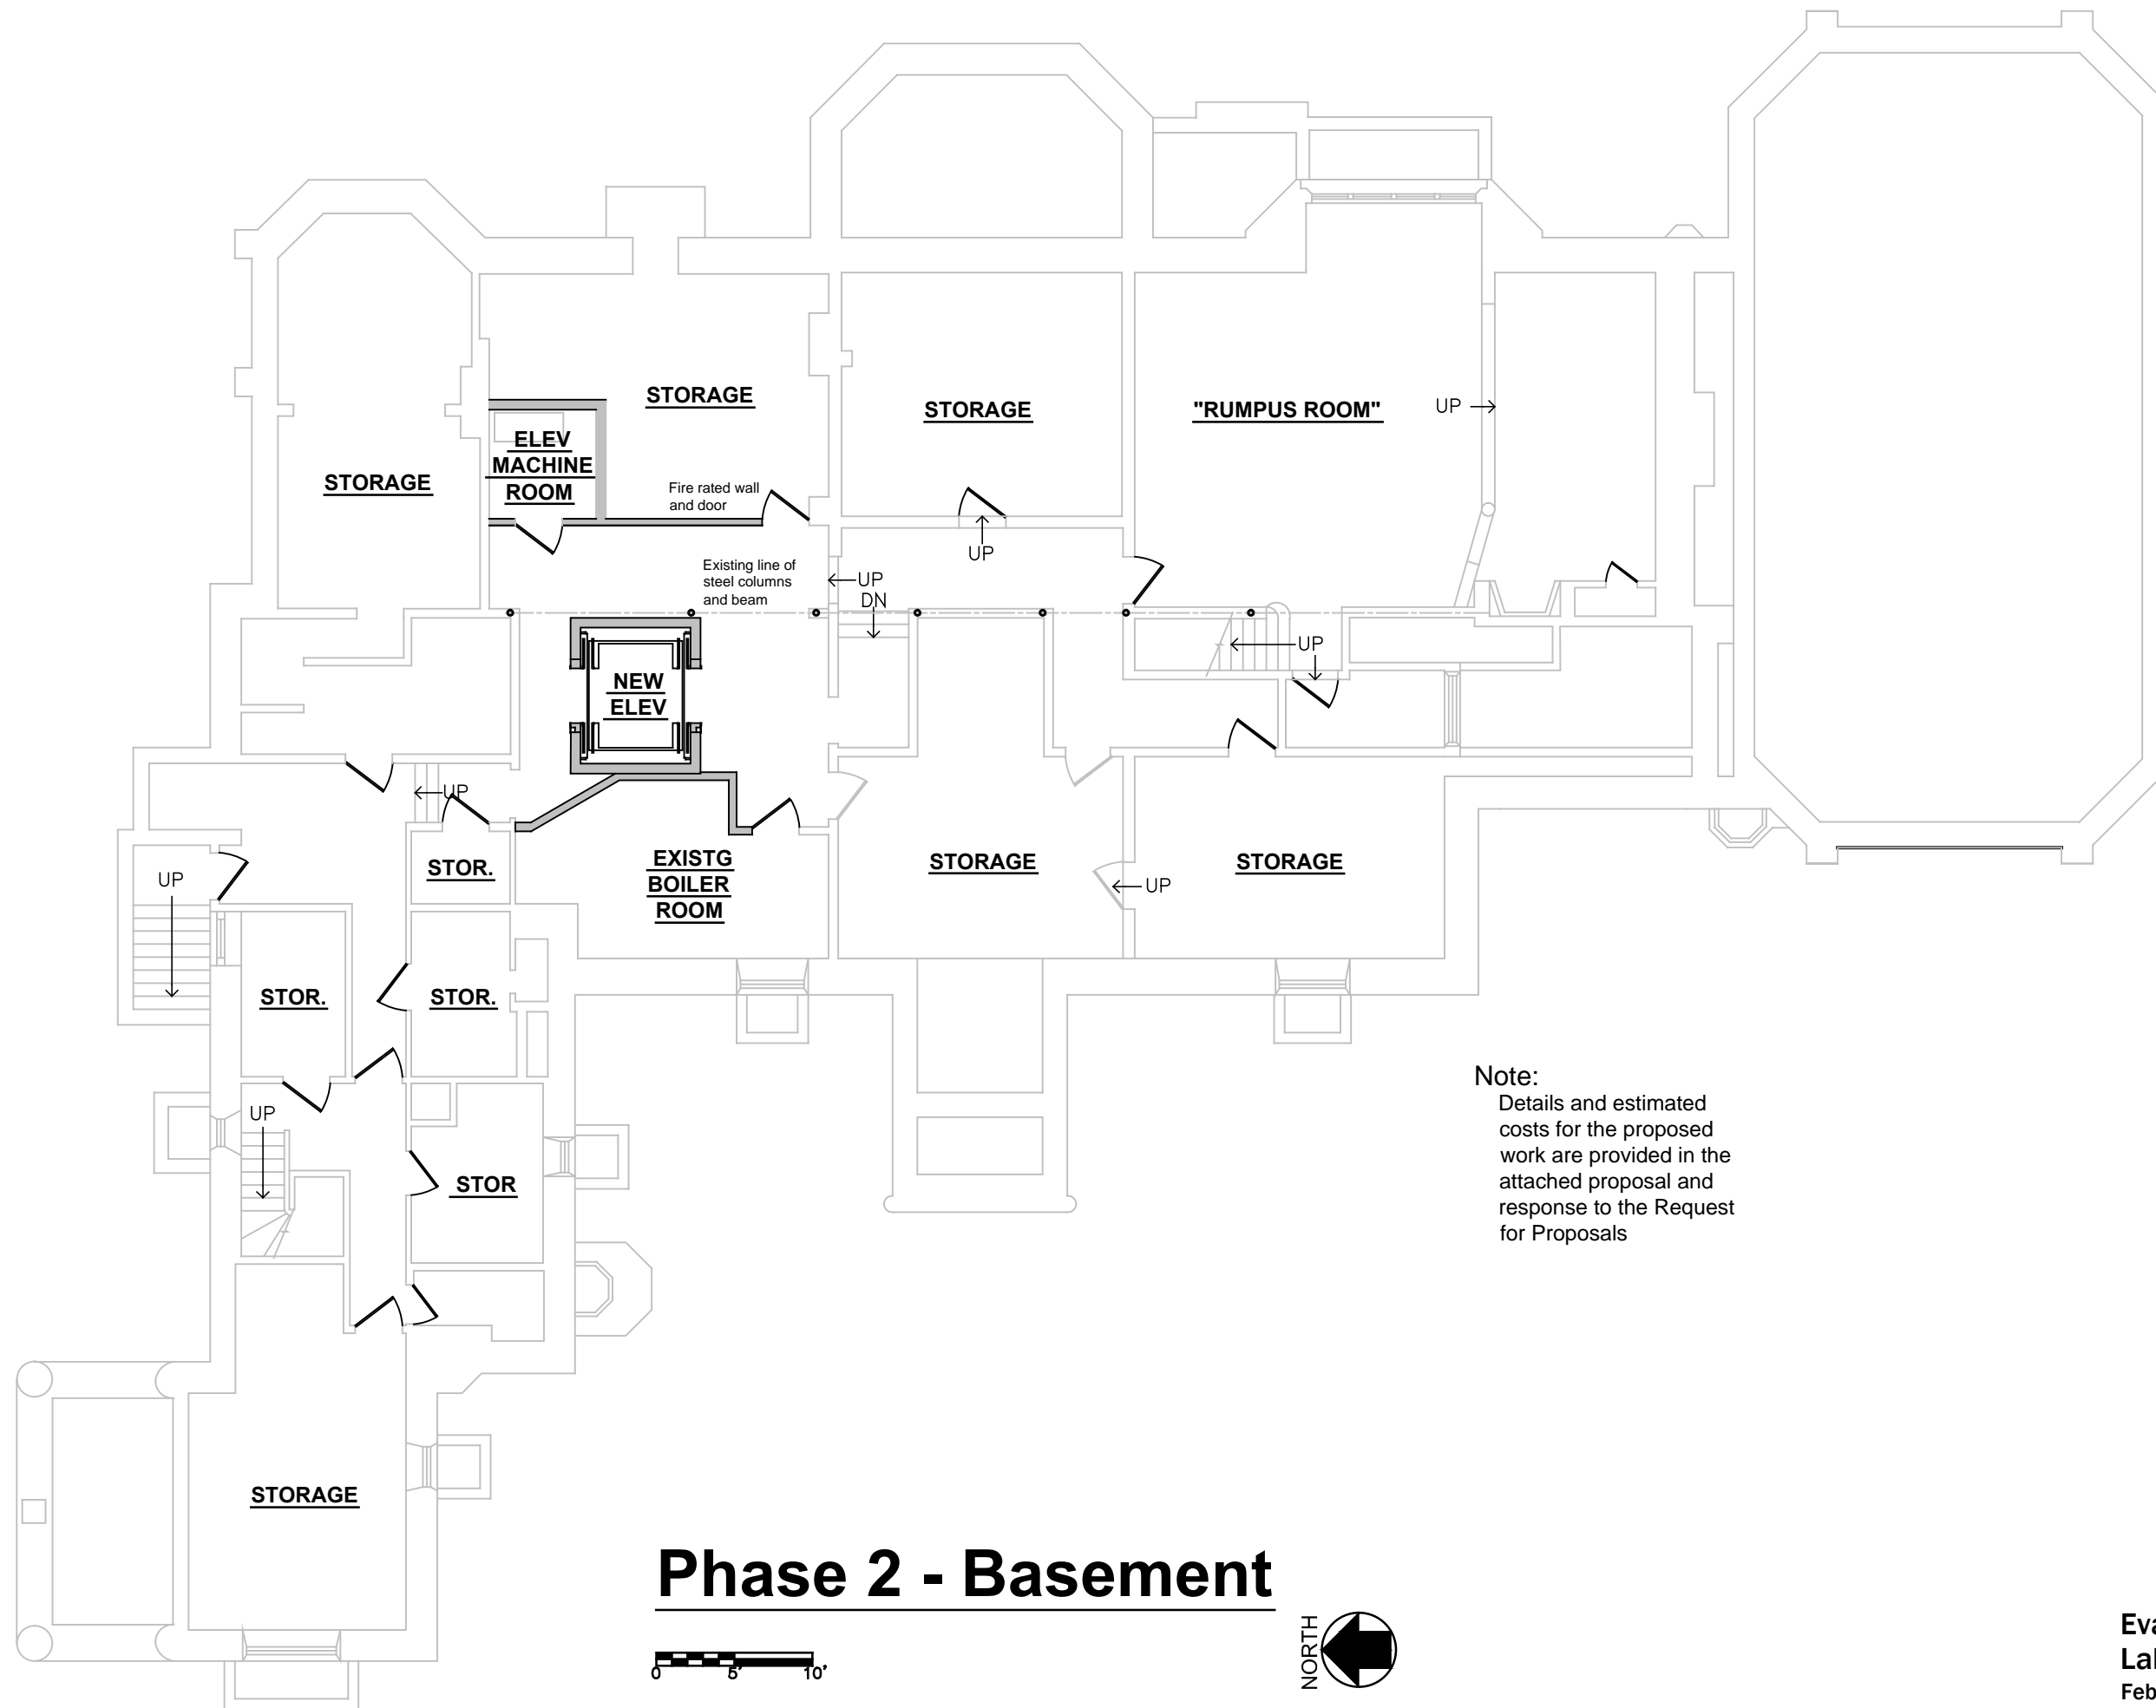 STORAGE
"RUMPUS ROOM"
STORAGE
UP
ELEV
MACHINE
ROOM
STORAGE
Fire rated wall
and door
UP
Existing line of
steel columns
and beam
UP
DN
UP
NEW
ELEV
UP
EXISTG
BOILER
ROOM
STOR.
STORAGE
STORAGE
UP
UP
STOR.
STOR.
UP
STOR
Note:
Details and estimated
costs for the proposed
work are provided in the
attached proposal and
response to the Request
for Proposals
STORAGE
Phase 2 - Basement
0 5' 10'
NORTH
Feb